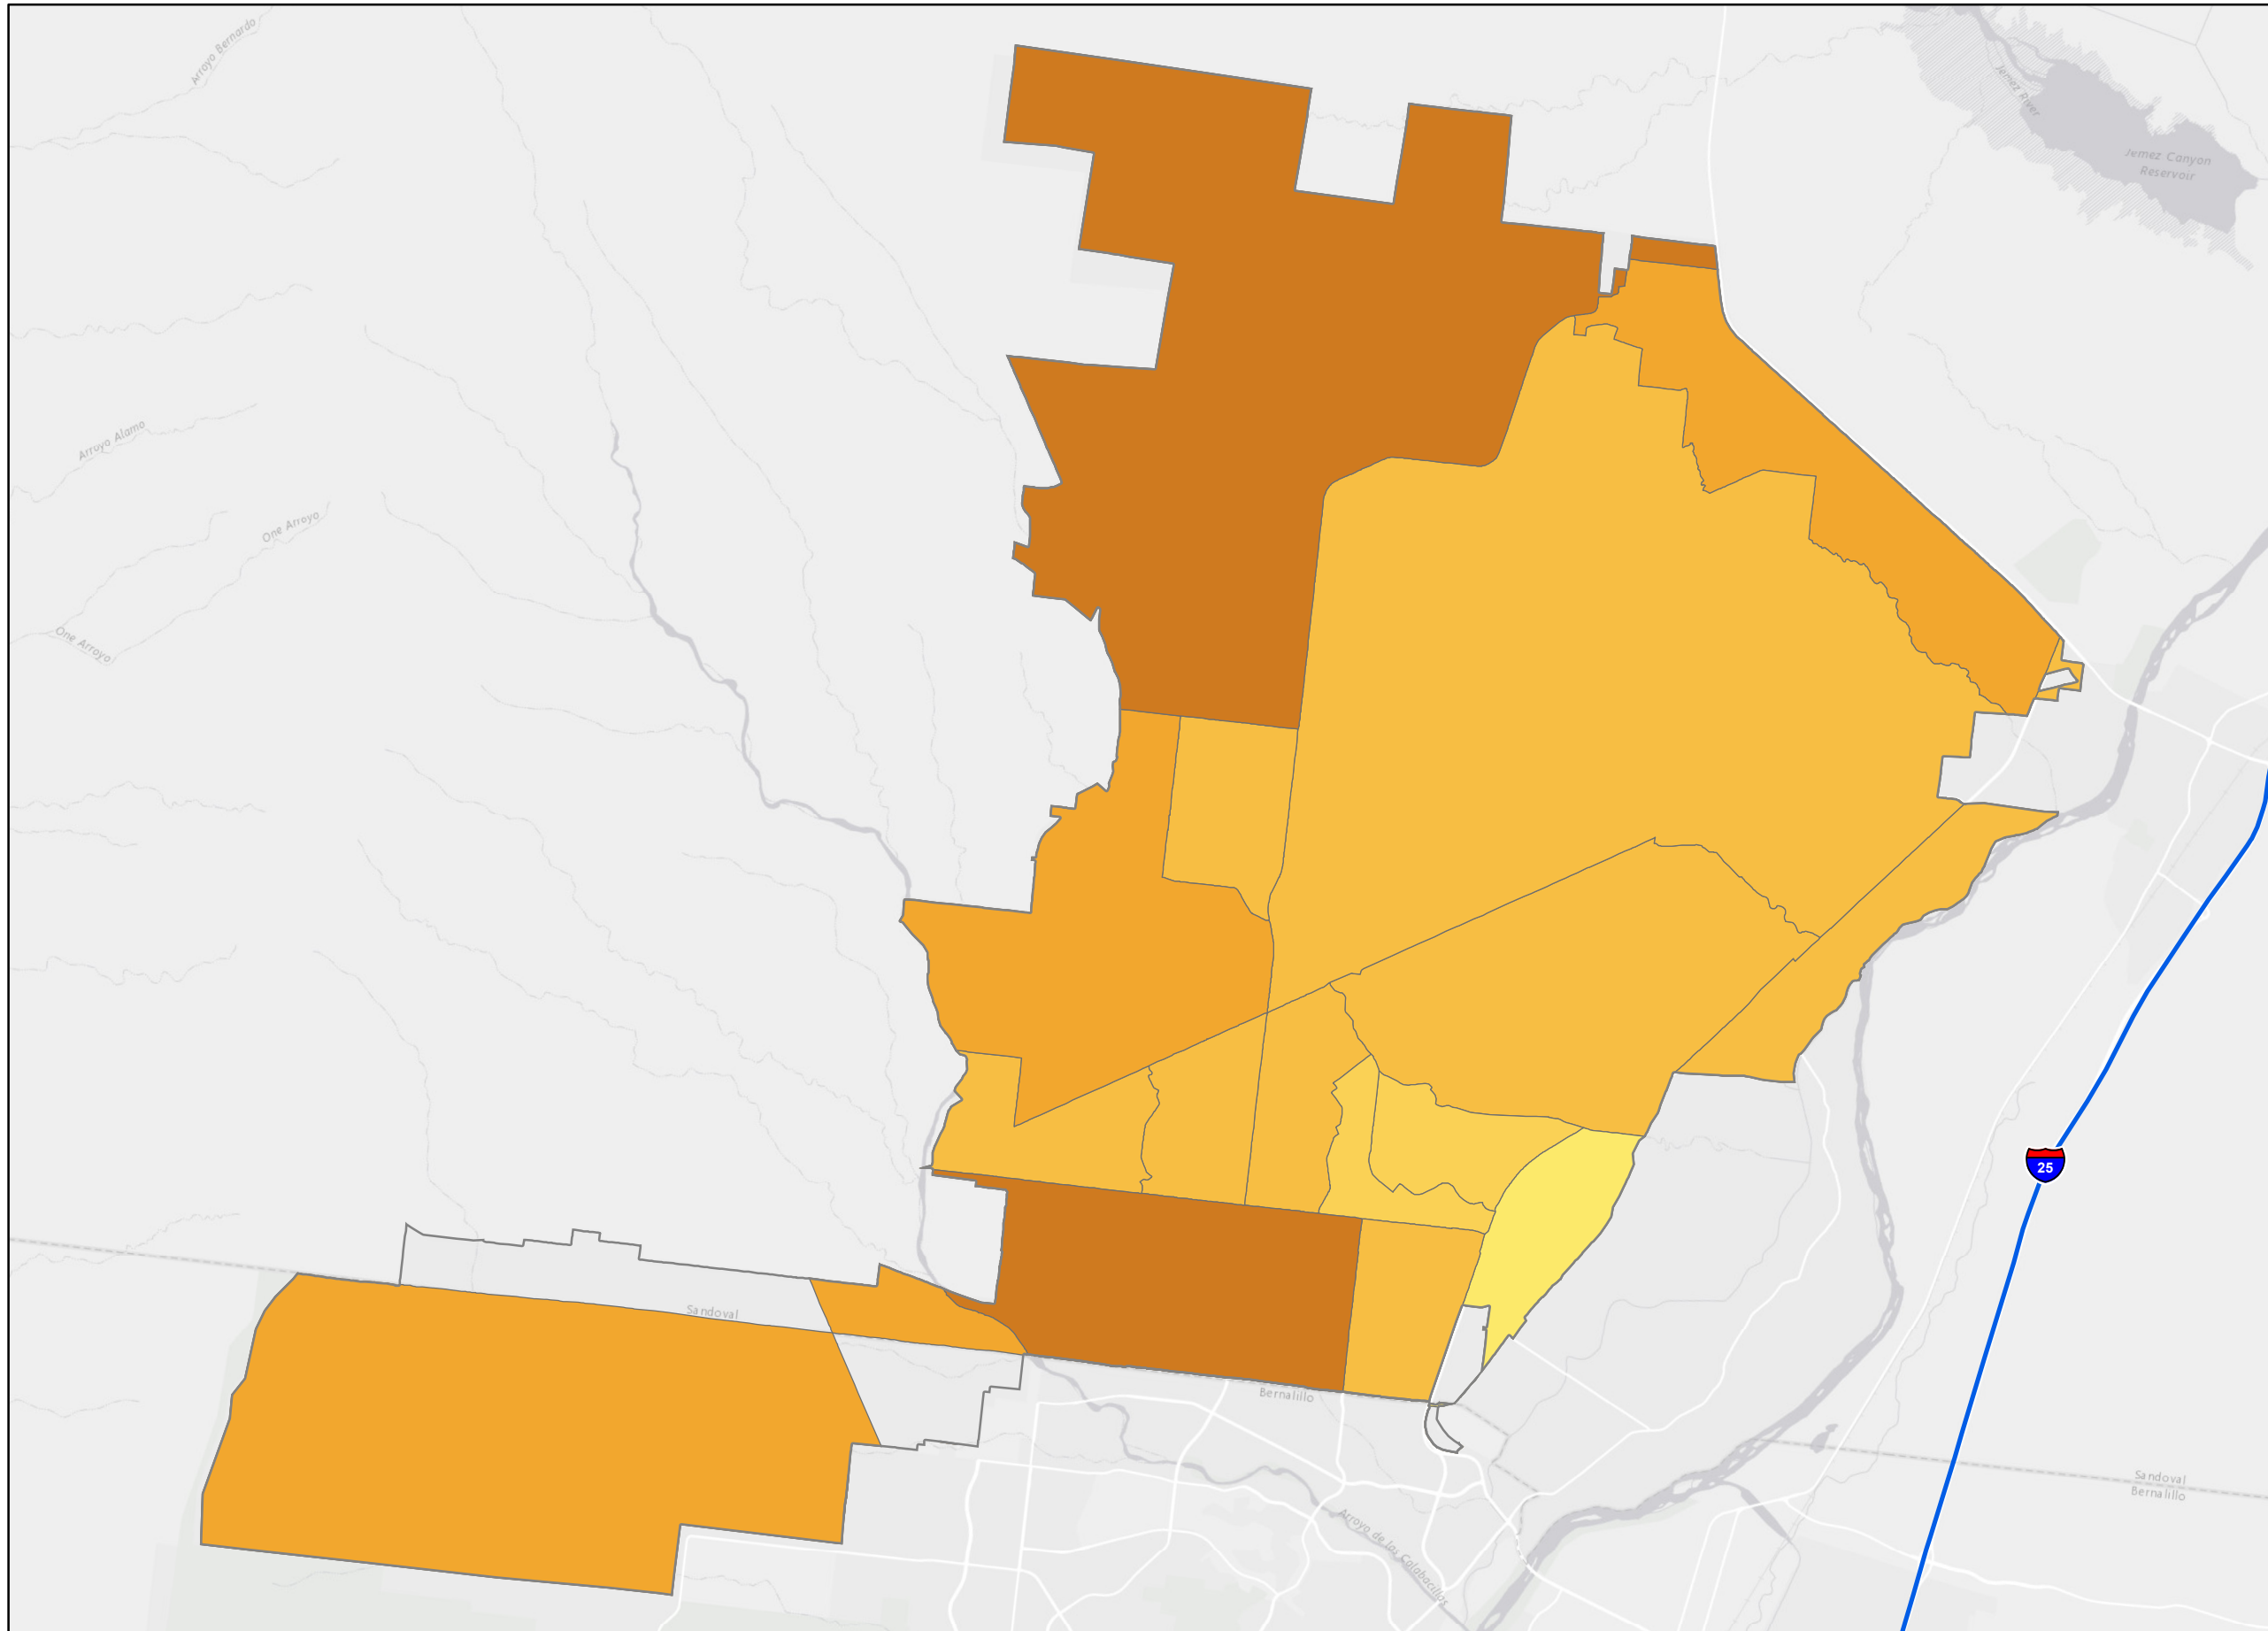 Arroyo Bernardo
Jemez River
Jemez Canyon
Reservoir
Arroyo Alamo
One Arroyo
One Arroyo
25
Sandoval
Bernalillo
Sandoval
Bernalillo
Arroyo de las Calabacillas